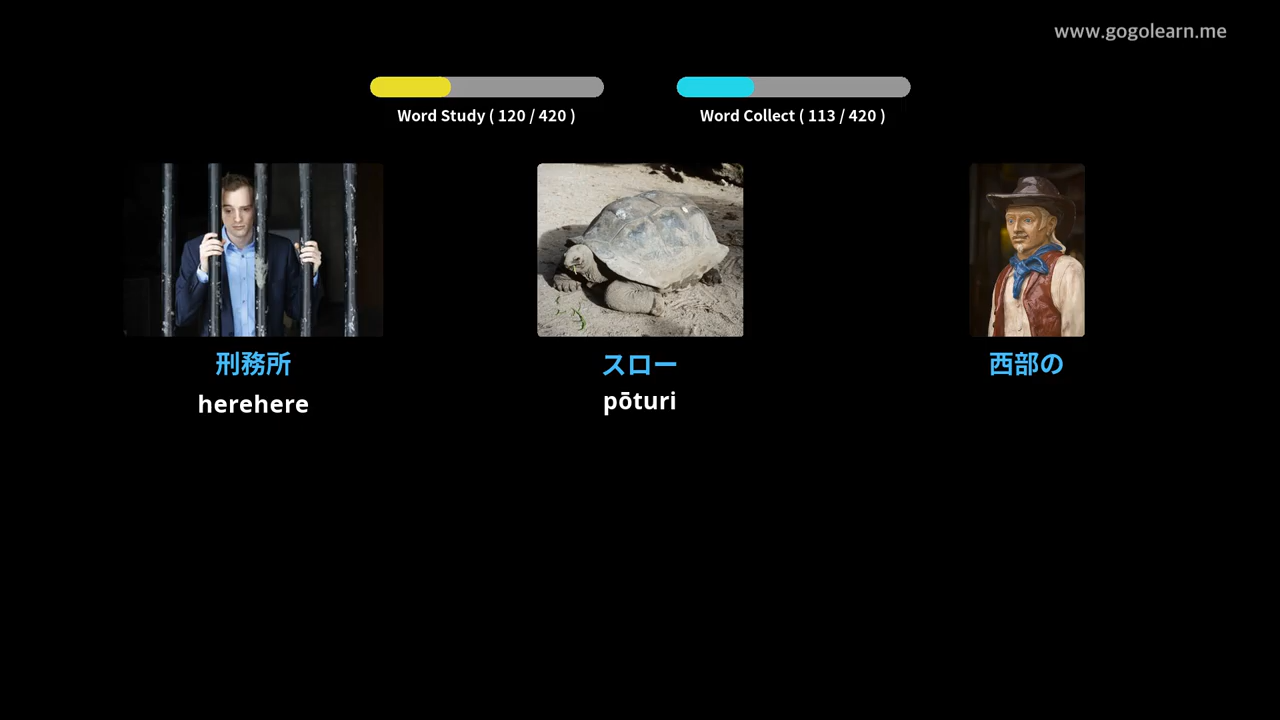 www.gogolearn.me
Word Study ( 120 / 420 )
Word Collect ( 113 / 420 )
刑務所
スロー
西部の
herehere
pōturi